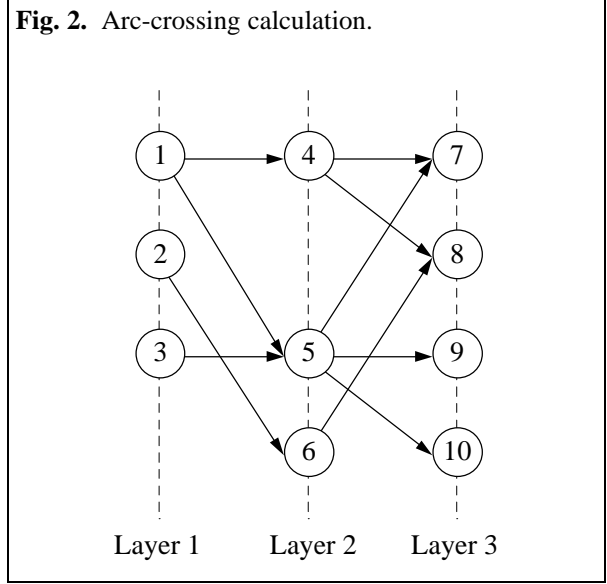 Fig. 2. Arc-crossing calculation.
1 4 7
2 8
3 5 9
6 10
Layer 1 Layer 2 Layer 3